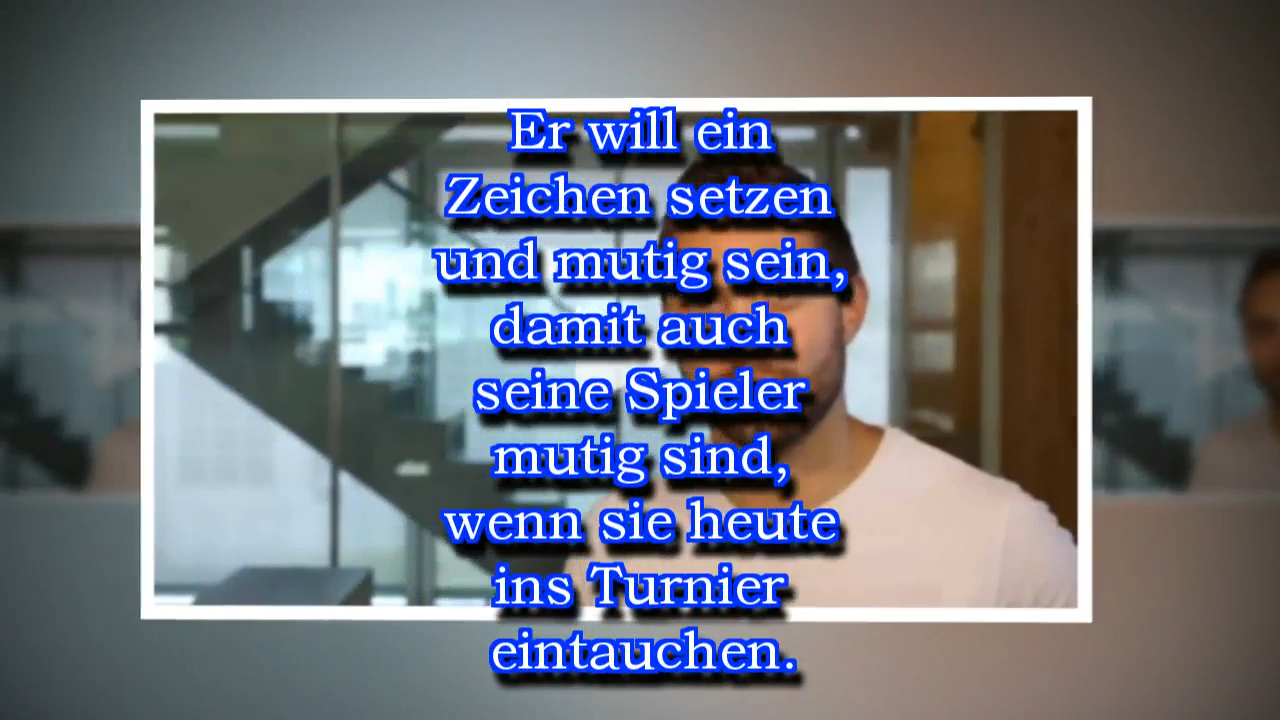 Er will ein
Zeichen setzen
und mutig sein,
damit auch
seine Spieler
mutig sind,
wenn sie heute
ins Turnier
eintauchen.